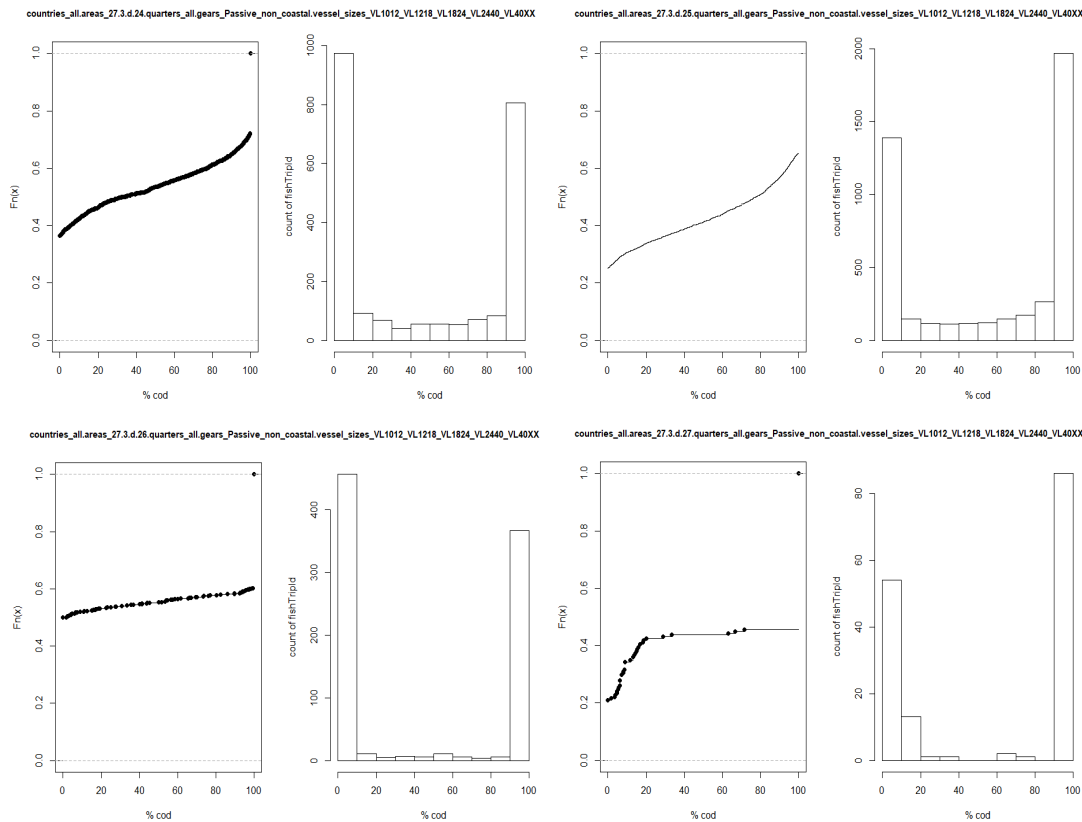 countries_all.areas_27.3.d.24.quarters_all.gears_Passive_non_coastal.vessel_sizes_VL1012_VL1218_VL1824_VL2440_VL40XX
Fn(x)
0.0 0.2 0.4 0.6 0.8 1.0
0 20 40 60 80 100
% cod
count of fishTripId
0 200 400 600 800 1000
0 20 40 60 80 100
% cod
countries_all.areas_27.3.d.25.quarters_all.gears_Passive_non_coastal.vessel_sizes_VL1012_VL1218_VL1824_VL2440_VL40XX
Fn(x)
0.0 0.2 0.4 0.6 0.8 1.0
0 20 40 60 80 100
% cod
count of fishTripId
0 500 1000 1500 2000
0 20 40 60 80 100
% cod
countries_all.areas_27.3.d.26.quarters_all.gears_Passive_non_coastal.vessel_sizes_VL1012_VL1218_VL1824_VL2440_VL40XX
Fn(x)
0.0 0.2 0.4 0.6 0.8 1.0
0 20 40 60 80 100
% cod
count of fishTripId
0 100 200 300 400
0 20 40 60 80 100
% cod
countries_all.areas_27.3.d.27.quarters_all.gears_Passive_non_coastal.vessel_sizes_VL1012_VL1218_VL1824_VL2440_VL40XX
Fn(x)
0.0 0.2 0.4 0.6 0.8 1.0
0 20 40 60 80 100
% cod
count of fishTripId
0 20 40 60 80
0 20 40 60 80 100
% cod